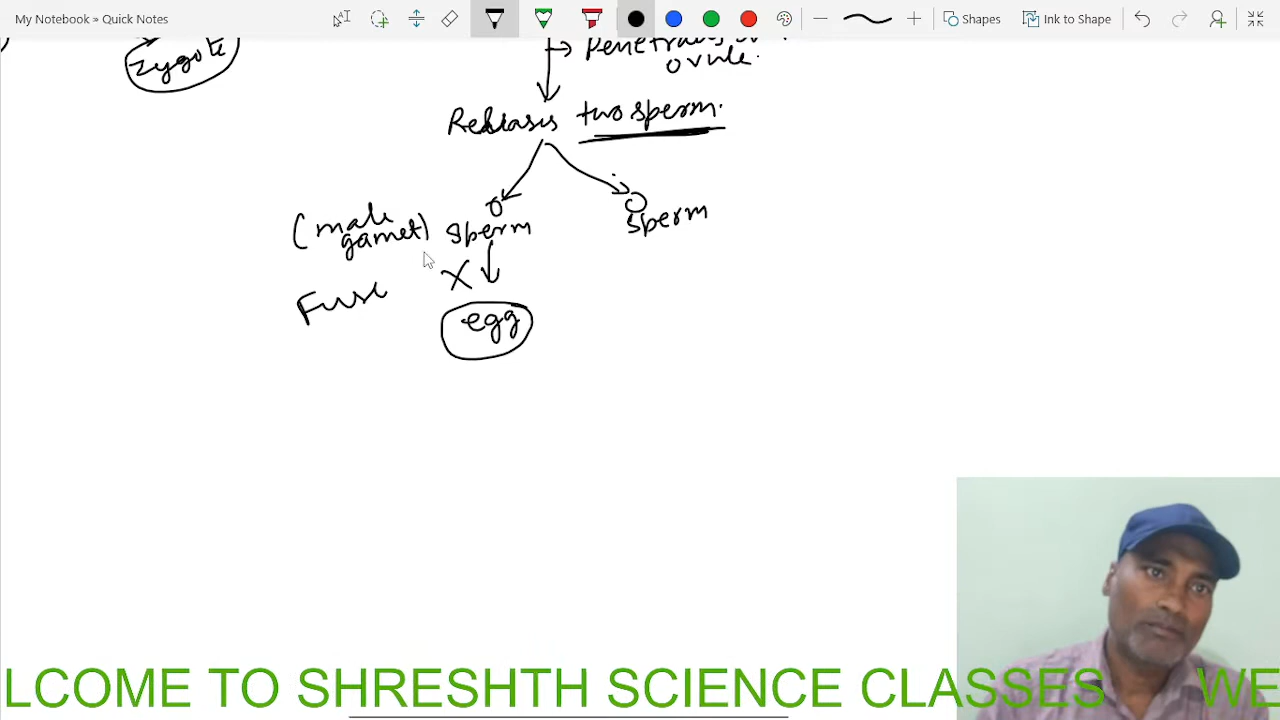 My Notebook » Quick Notes
Shapes
Ink to Shape
zygote
Penetrates
ovule.
two sperm.
(male
gamet)
sperm
sperm
X
Fuse
egg
LCOME TO SHRESHTH SCIENCE CLASSES WE